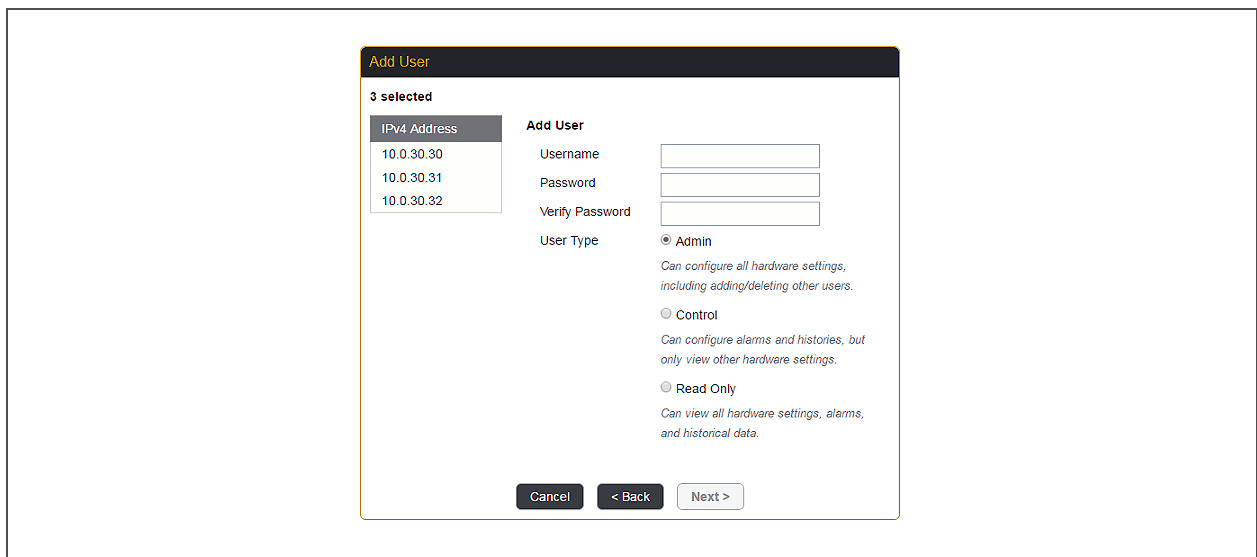 Add User
3 selected
IPv4 Address
10.0.30.30
10.0.30.31
10.0.30.32
Add User
Username
Password
Verify Password
User Type
Admin
Can configure all hardware settings,
including adding/deleting other users.
Control
Can configure alarms and histories, but
only view other hardware settings.
Read Only
Can view all hardware settings, alarms,
and historical data.
Cancel
< Back
Next >